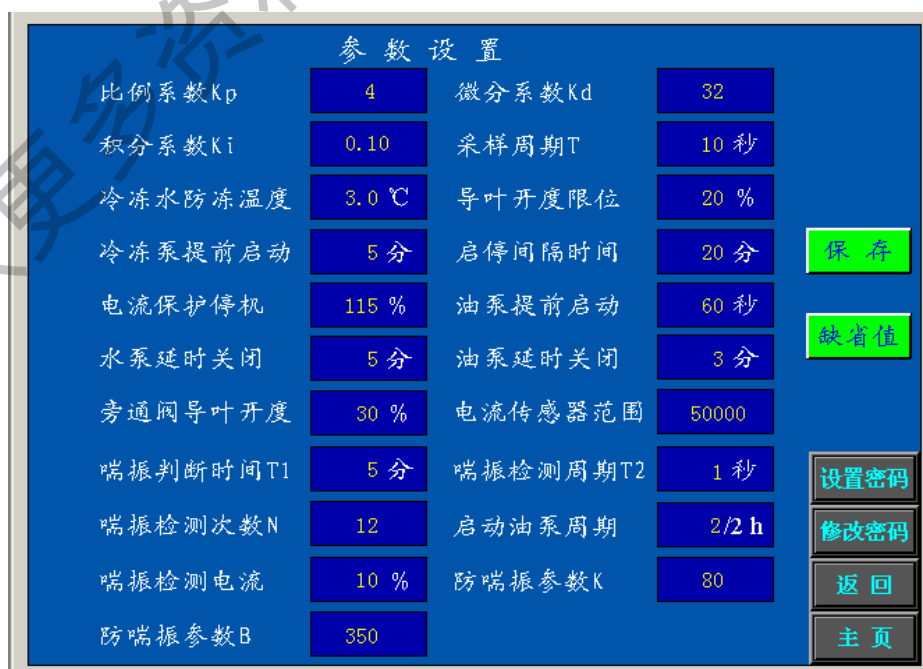 更多资
参数设置
比例系数Kp 4 微分系数Kd 32
积分系数Ki 0.10 采样周期T 10 秒
冷冻水防冻温度 3.0 ℃ 导叶开度限位 20 %
冷冻泵提前启动 5 分 启停间隔时间 20 分
保存
电流保护停机 115 % 油泵提前启动 60 秒
缺省值
水泵延时关闭 5 分 油泵延时关闭 3 分
旁通阀导叶开度 30 % 电流传感器范围 50000
喘振判断时间T1 5 分 喘振检测周期T2 1 秒
设置密码
喘振检测次数N 12 启动油泵周期 2/2 h
修改密码
喘振检测电流 10 % 防喘振参数K 80
返回
防喘振参数B 350
主页